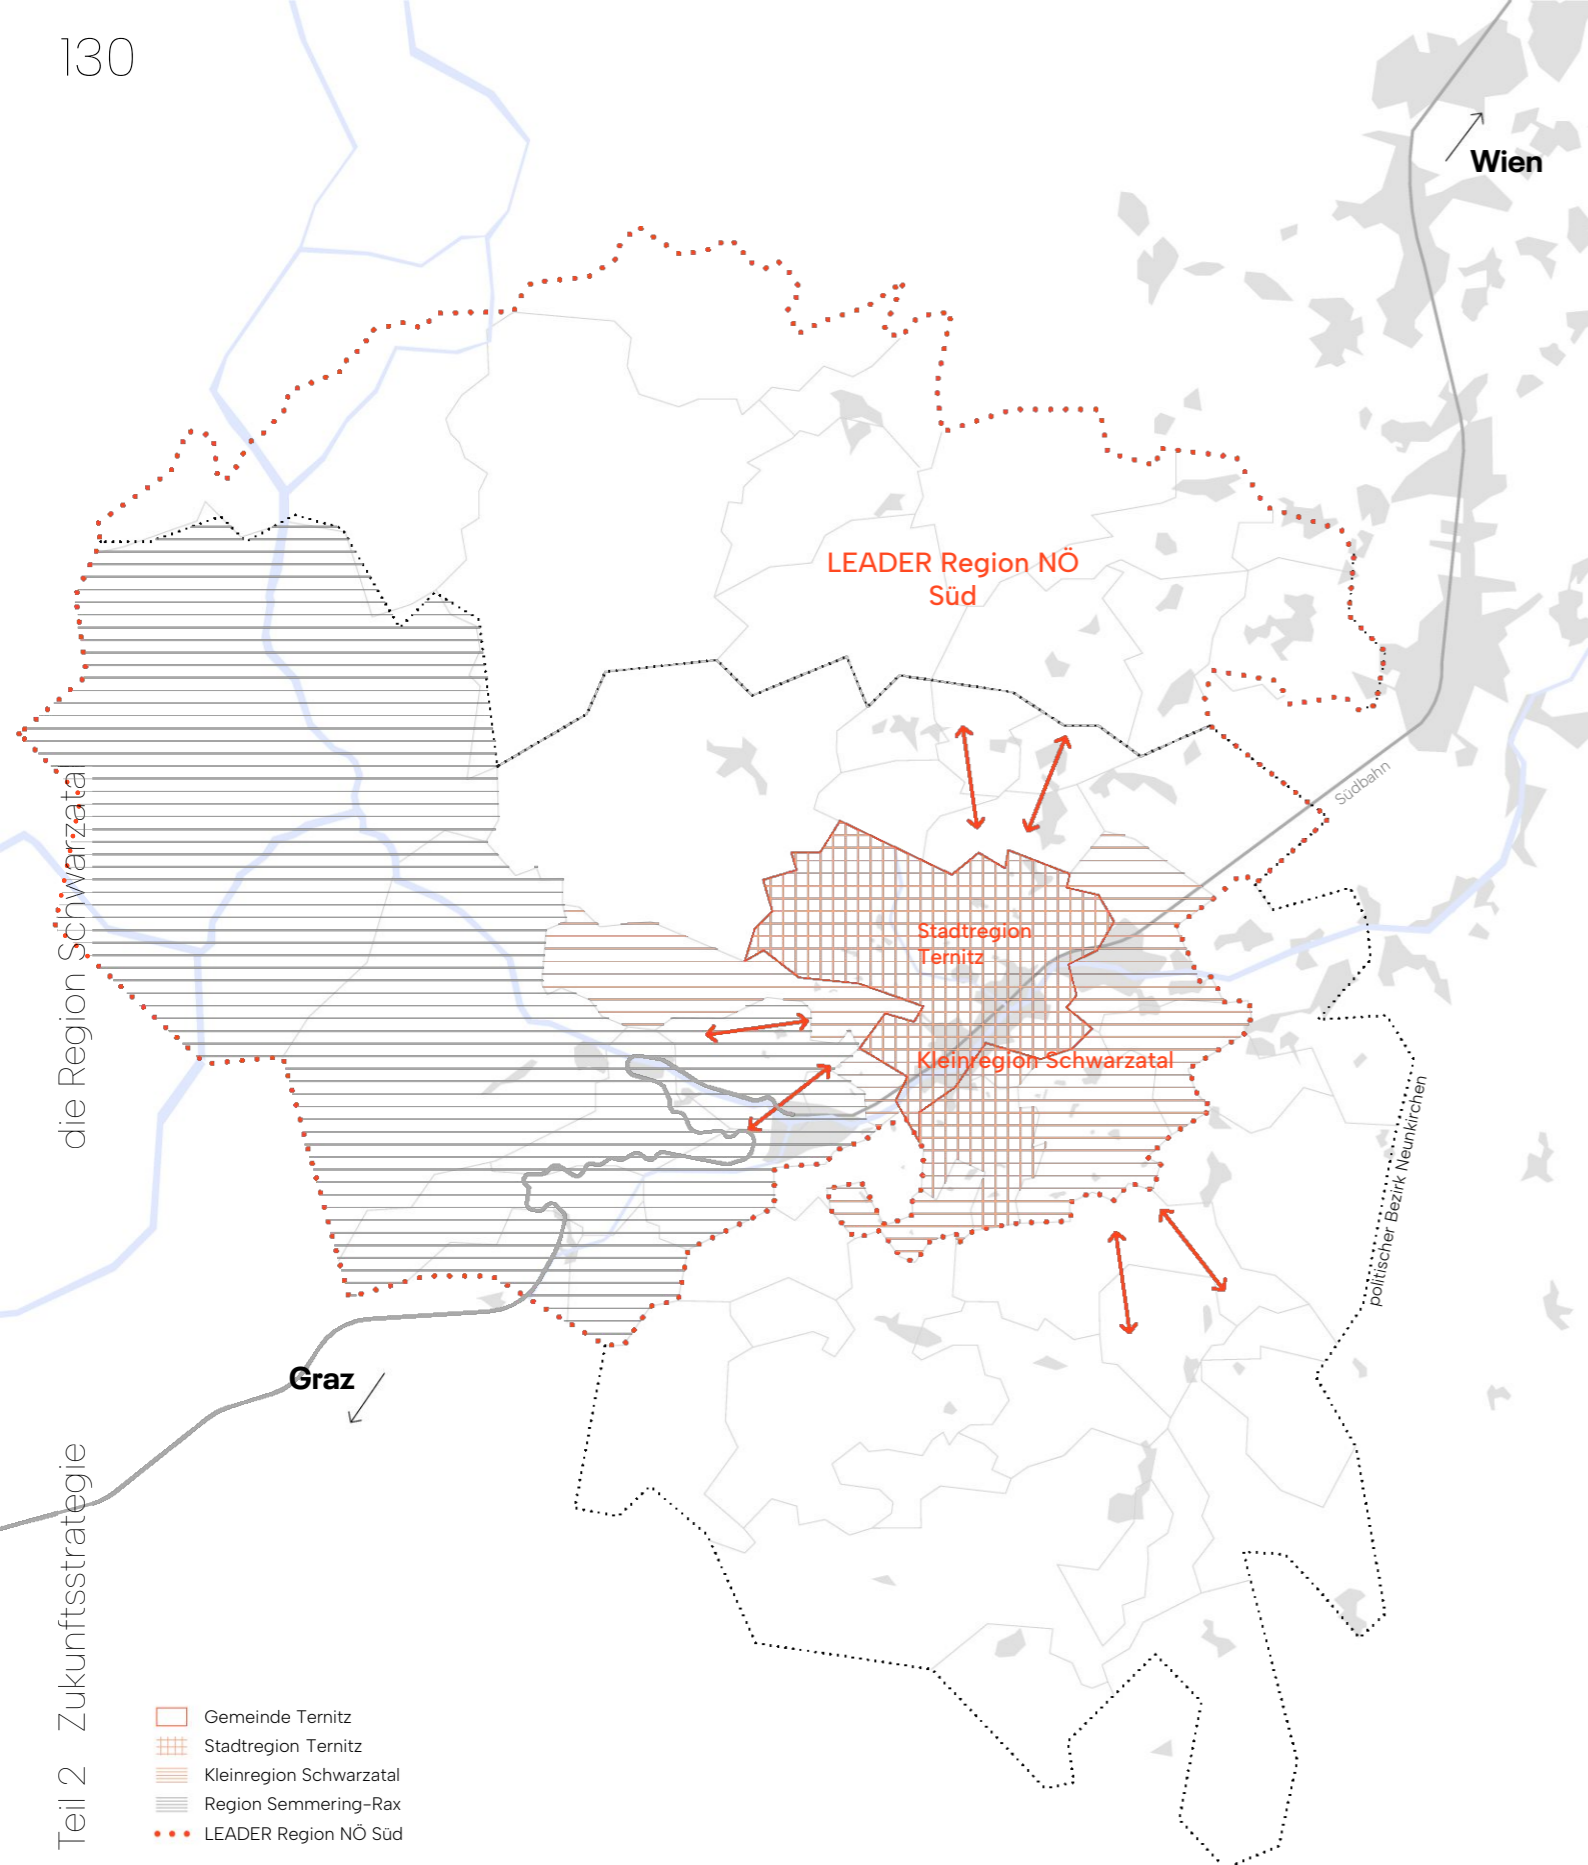 130
Wien
LEADER Region NÖ
Süd
Südbahn
die Region Schwarzatal
Stadtregion
Ternitz
Kleinregion Schwarzatal
politischer Bezirk Neunkirchen
Graz
Teil 2 Zukunftsstrategie
Gemeinde Ternitz
Stadtregion Ternitz
Kleinregion Schwarzatal
Region Semmering-Rax
LEADER Region NÖ Süd